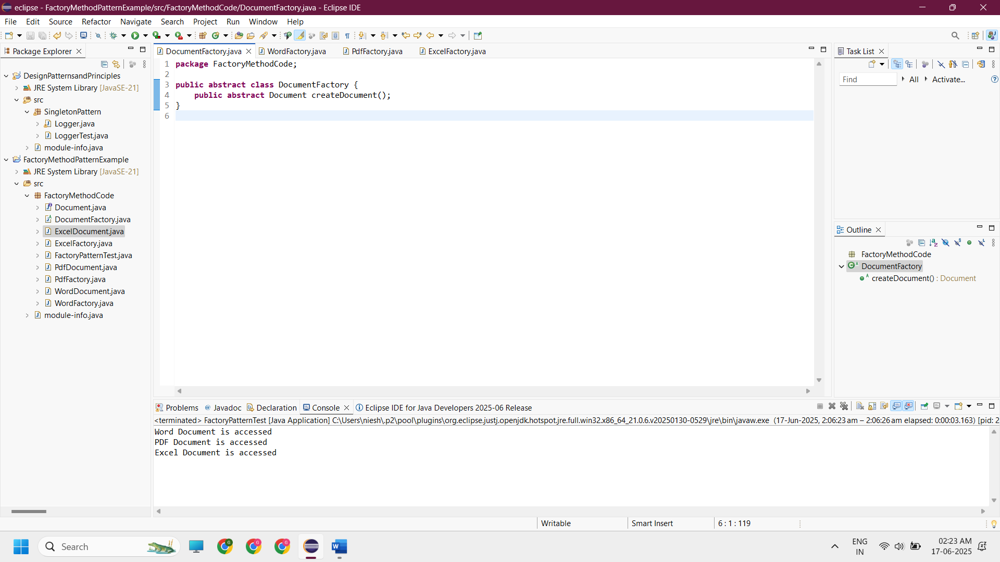 eclipse - FactoryMethodPatternExample/src/FactoryMethodCode/DocumentFactory.java - Eclipse IDE
File Edit Source Refactor Navigate Search Project Run Window Help
Package Explorer
DesignPatternsandPrinciples
JRE System Library [JavaSE-21]
src
SingletonPattern
Logger.java
LoggerTest.java
module-info.java
FactoryMethodPatternExample
JRE System Library [JavaSE-21]
src
FactoryMethodCode
Document.java
DocumentFactory.java
ExcelDocument.java
ExcelFactory.java
FactoryPatternTest.java
PdfDocument.java
PdfFactory.java
WordDocument.java
WordFactory.java
module-info.java
DocumentFactory.java WordFactory.java PdfFactory.java ExcelFactory.java
1 package FactoryMethodCode;
2
3 public abstract class DocumentFactory {
4 public abstract Document createDocument();
5 }
6
Task List
Find All Activate...
Outline
FactoryMethodCode
DocumentFactory
createDocument() : Document
Problems @ Javadoc Declaration Console Eclipse IDE for Java Developers 2025-06 Release
<terminated> FactoryPatternTest [Java Application] C:\Users\niesh\.p2\pool\plugins\org.eclipse.justj.openjdk.hotspot.jre.full.win32.x86_64_21.0.6.v20250130-0529\jre\bin\javaw.exe (17-Jun-2025, 2:06:23 am – 2:06:26 am elapsed: 0:00:03.163) [pid: 2
Word Document is accessed
PDF Document is accessed
Excel Document is accessed
Writable Smart Insert 6 : 1 : 119
Search
ENG
IN
02:23 AM
17-06-2025